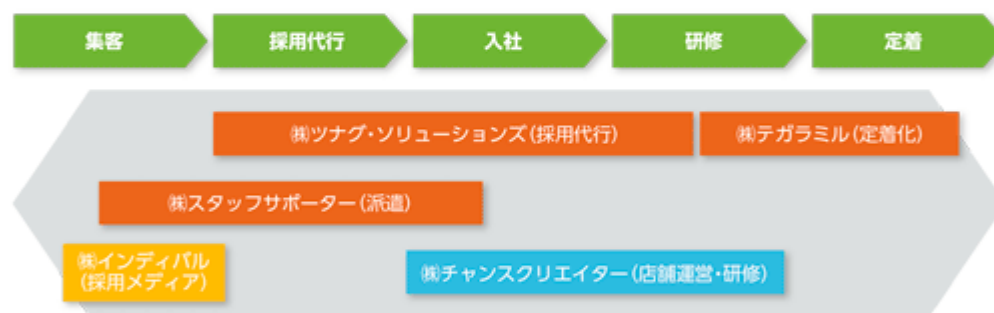 集客
採用代行
入社
研修
定着
㈱ツナグ・ソリューションズ(採用代行)
㈱テガラミル(定着化)
㈱スタッフサポーター(派遣)
㈱インディバル
(採用メディア)
㈱チャンスクリエイター(店舗運営・研修)